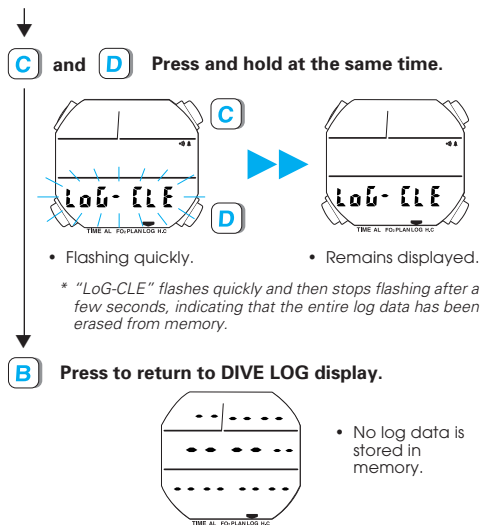 C and D Press and hold at the same time.
C
LoG- CLE
D
TIME AL FO2 PLAN LOG H.C
LoG- CLE
TIME AL FO2 PLAN LOG H.C
• Flashing quickly.
• Remains displayed.
* "LoG-CLE" flashes quickly and then stops flashing after a
few seconds, indicating that the entire log data has been
erased from memory.
B Press to return to DIVE LOG display.
-- ----
-- -- --
---- -- --
• No log data is
stored in
memory.
TIME AL FO2 PLAN LOG H.C